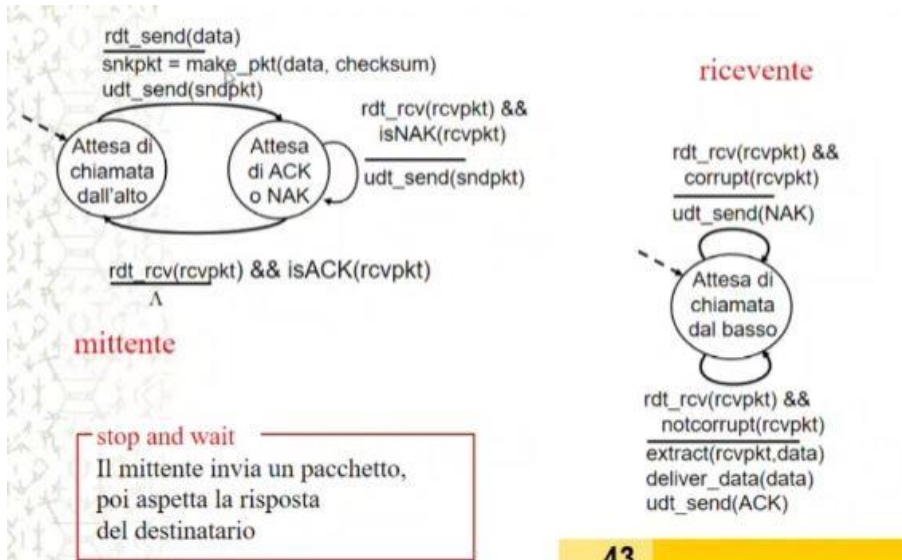 rdt_send(data)
snkpkt = make_pkt(data, checksum)
udt_send(sndpkt)
Attesa di
chiamata
dall'alto
Attesa
di ACK
o NAK
rdt_rcv(rcvpkt) &&
isNAK(rcvpkt)
udt_send(sndpkt)
rdt_rcv(rcvpkt) && isACK(rcvpkt)
Λ
mittente
stop and wait
Il mittente invia un pacchetto,
poi aspetta la risposta
del destinatario
ricevente
rdt_rcv(rcvpkt) &&
corrupt(rcvpkt)
udt_send(NAK)
Attesa di
chiamata
dal basso
rdt_rcv(rcvpkt) &&
notcorrupt(rcvpkt)
extract(rcvpkt,data)
deliver_data(data)
udt_send(ACK)
43